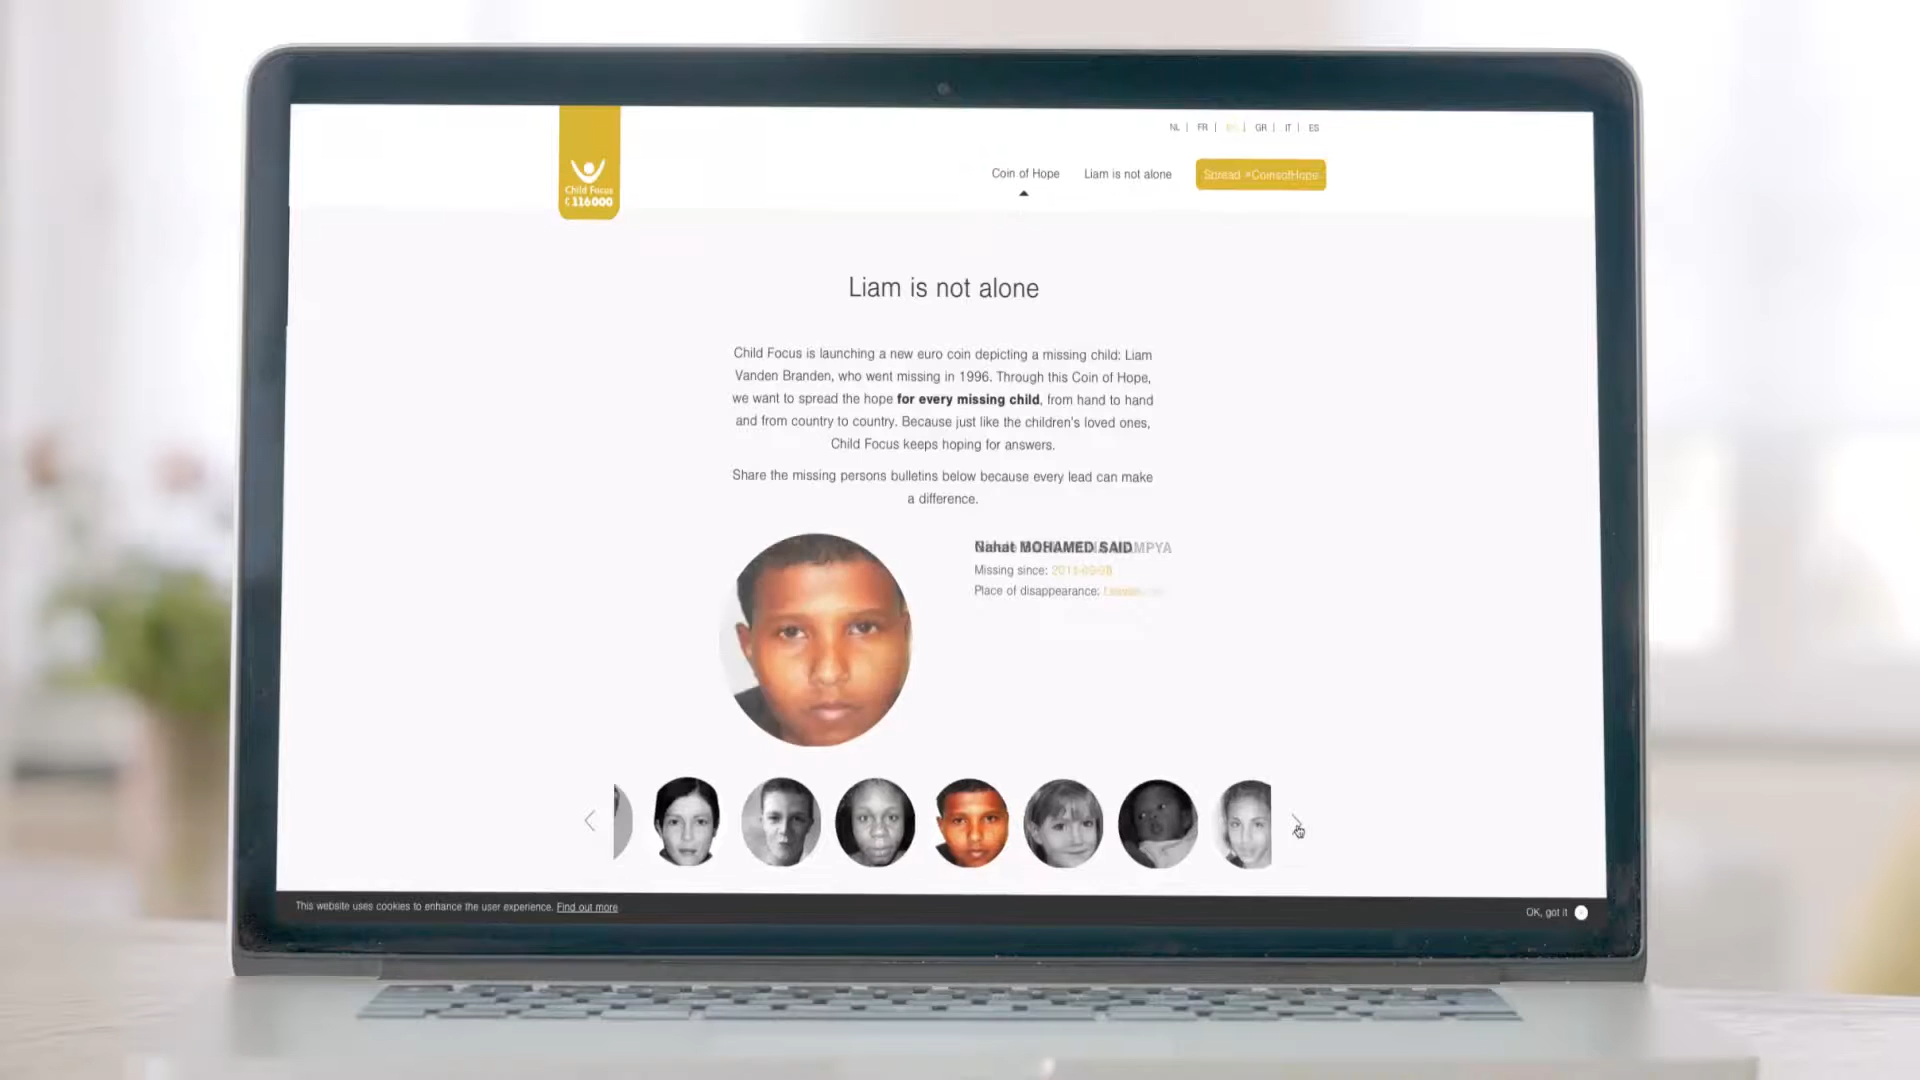 NL | FR | | GR | IT | ES
Coin of Hope
Liam is not alone
Spread #CoinsofHope
Child Focus
116000
Liam is not alone
Child Focus is launching a new euro coin depicting a missing child: Liam
Vanden Branden, who went missing in 1996. Through this Coin of Hope,
we want to spread the hope for every missing child, from hand to hand
and from country to country. Because just like the children's loved ones,
Child Focus keeps hoping for answers.
Share the missing persons bulletins below because every lead can make
a difference.
MOHAMED SAID
Missing since:
Place of disappearance:
This website uses cookies to enhance the user experience. Find out more
OK, got it